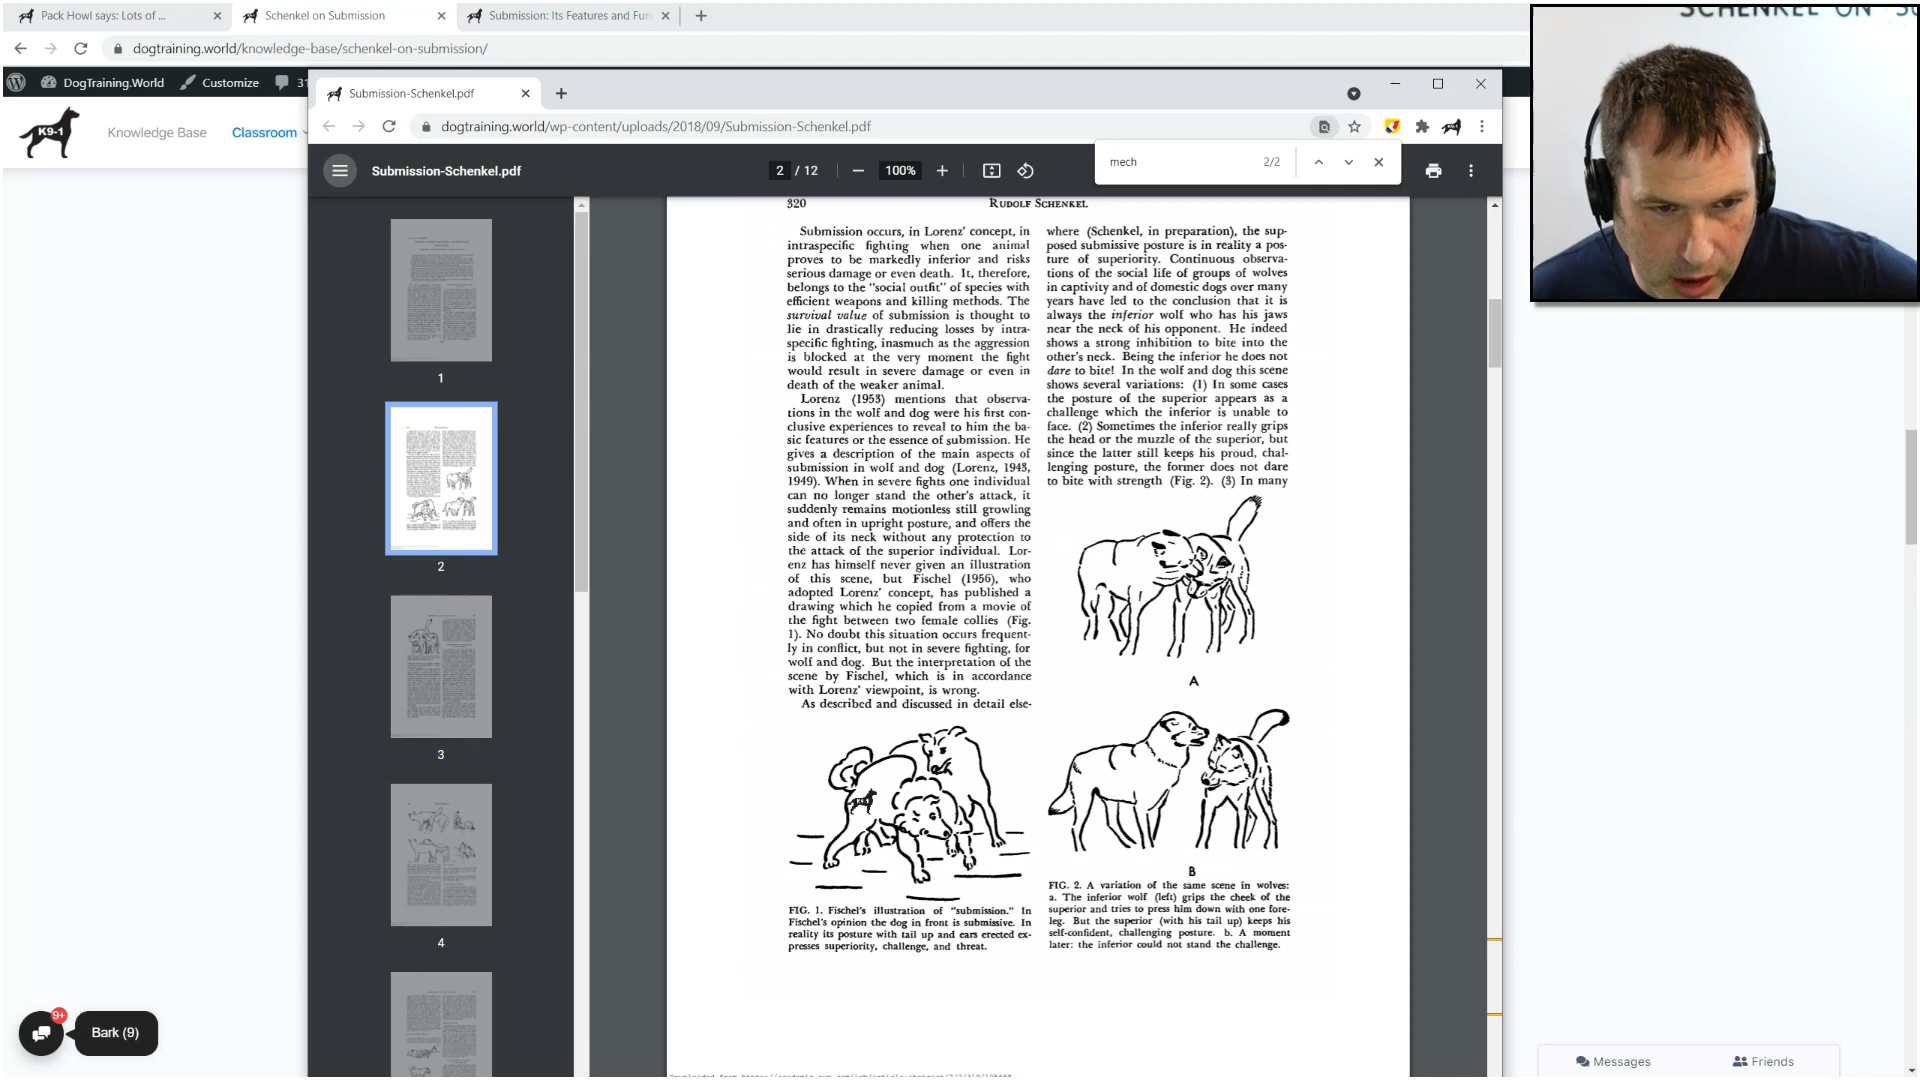 Pack Howl says: Lots of ...
Schenkel on Submission
Submission: Its Features and Fun
SCHENKEL ON
dogtraining.world/knowledge-base/schenkel-on-submission/
DogTraining.World
Customize
31
K9-1
Knowledge Base
Classroom
Submission-Schenkel.pdf
dogtraining.world/wp-content/uploads/2018/09/Submission-Schenkel.pdf
mech
2/2
Submission-Schenkel.pdf
2 / 12
100%
1
2
3
4
320
RUDOLF SCHENKEL
Submission occurs, in Lorenz' concept, in
intraspecific fighting when one animal
proves to be markedly inferior and risks
serious damage or even death. It, therefore,
belongs to the "social outfit" of species with
efficient weapons and killing methods. The
survival value of submission is thought to
lie in drastically reducing losses by intra-
specific fighting, inasmuch as the aggression
is blocked at the very moment the fight
would result in severe damage or even in
death of the weaker animal.
Lorenz (1953) mentions that observa-
tions in the wolf and dog were his first con-
clusive experiences to reveal to him the ba-
sic features or the essence of submission. He
gives a description of the main aspects of
submission in wolf and dog (Lorenz, 1943,
1949). When in severe fights one individual
can no longer stand the other's attack, it
suddenly remains motionless still growling
and often in upright posture, and offers the
side of its neck without any protection to
the attack of the superior individual. Lor-
enz has himself never given an illustration
of this scene, but Fischel (1956), who
adopted Lorenz' concept, has published a
drawing which he copied from a movie of
the fight between two female collies (Fig.
1). No doubt this situation occurs frequent-
ly in conflict, but not in severe fighting, for
wolf and dog. But the interpretation of the
scene by Fischel, which is in accordance
with Lorenz' viewpoint, is wrong.
As described and discussed in detail else-
FIG. 1. Fischel's illustration of "submission." In
Fischel's opinion the dog in front is submissive. In
reality its posture with tail up and ears erected ex-
presses superiority, challenge, and threat.
where (Schenkel, in preparation), the sup-
posed submissive posture is in reality a pos-
ture of superiority. Continuous observa-
tions of the social life of groups of wolves
in captivity and of domestic dogs over many
years have led to the conclusion that it is
always the inferior wolf who has his jaws
near the neck of his opponent. He indeed
shows a strong inhibition to bite into the
other's neck. Being the inferior he does not
dare to bite! In the wolf and dog this scene
shows several variations: (1) In some cases
the posture of the superior appears as a
challenge which the inferior is unable to
face. (2) Sometimes the inferior really grips
the head or the muzzle of the superior, but
since the latter still keeps his proud, chal-
lenging posture, the former does not dare
to bite with strength (Fig. 2). (3) In many
A
B
FIG. 2. A variation of the same scene in wolves:
a. The inferior wolf (left) grips the cheek of the
superior and tries to press him down with one fore-
leg. But the superior (with his tail up) keeps his
self-confident, challenging posture. b. A moment
later: the inferior could not stand the challenge.
9+
Bark (9)
Messages
Friends